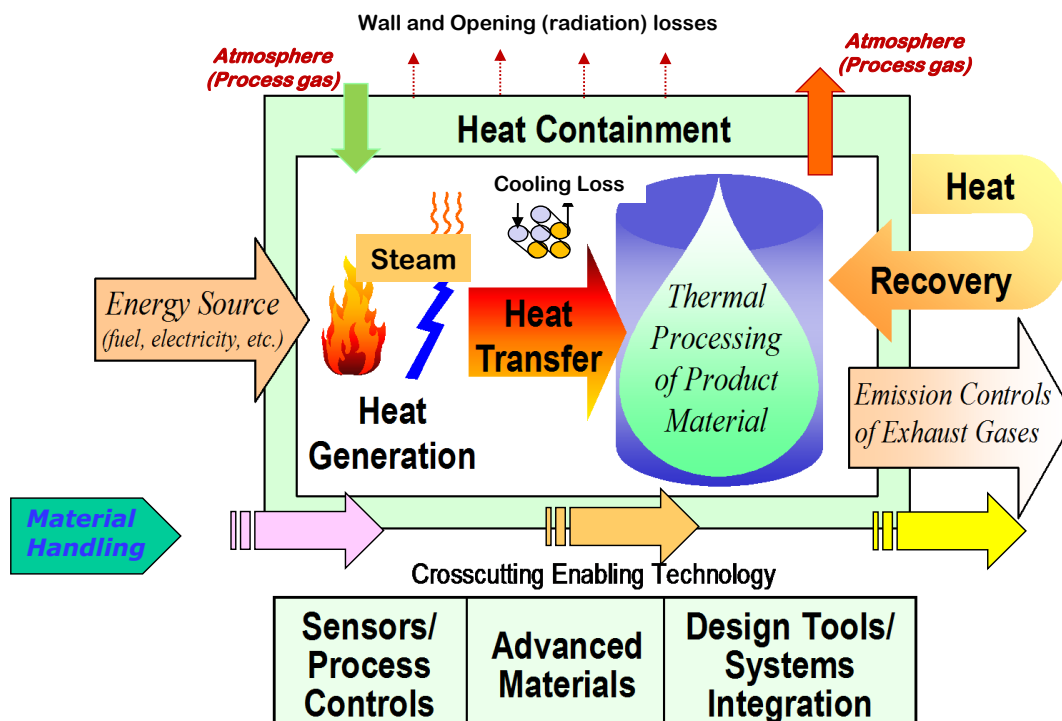 Wall and Opening (radiation) losses
Atmosphere
(Process gas)
Atmosphere
(Process gas)
Heat Containment
Cooling Loss
Heat
Recovery
Steam
Energy Source
(fuel, electricity, etc.)
Heat
Transfer
Thermal
Processing
of Product
Material
Heat
Generation
Emission Controls
of Exhaust Gases
Material
Handling
Crosscutting Enabling Technology
Sensors/
Process
Controls
Advanced
Materials
Design Tools/
Systems
Integration